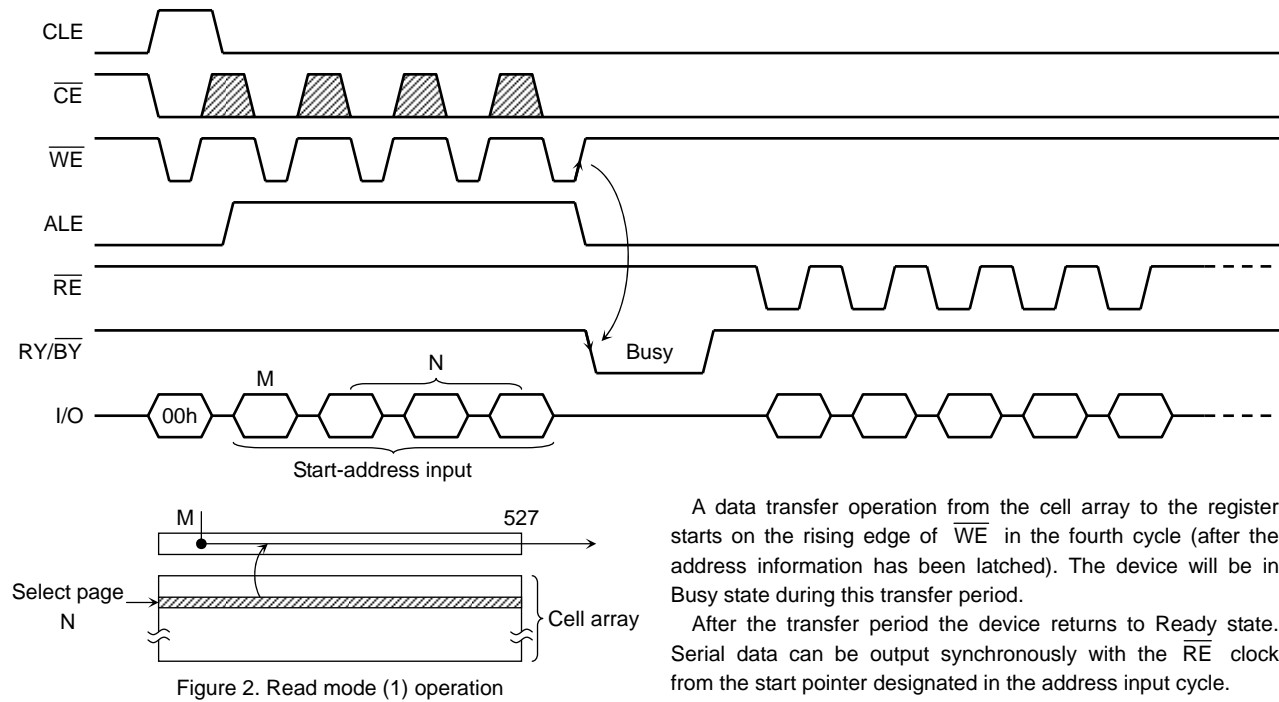 CLE
CE
WE
ALE
RE
RY/BY
Busy
M
N
I/O
00h
Start-address input
M
527
Select page
N
Cell array
Figure 2. Read mode (1) operation
A data transfer operation from the cell array to the register
starts on the rising edge of WE in the fourth cycle (after the
address information has been latched). The device will be in
Busy state during this transfer period.
After the transfer period the device returns to Ready state.
Serial data can be output synchronously with the RE clock
from the start pointer designated in the address input cycle.